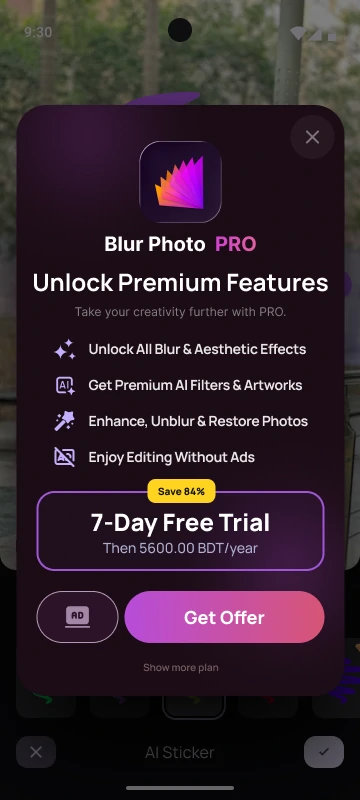 9:30
Blur Photo PRO
Unlock Premium Features
Take your creativity further with PRO.
Unlock All Blur & Aesthetic Effects
AI
Get Premium AI Filters & Artworks
Enhance, Unblur & Restore Photos
AD
Enjoy Editing Without Ads
Save 84%
7-Day Free Trial
Then 5600.00 BDT/year
AD
Get Offer
Show more plan
AI Sticker